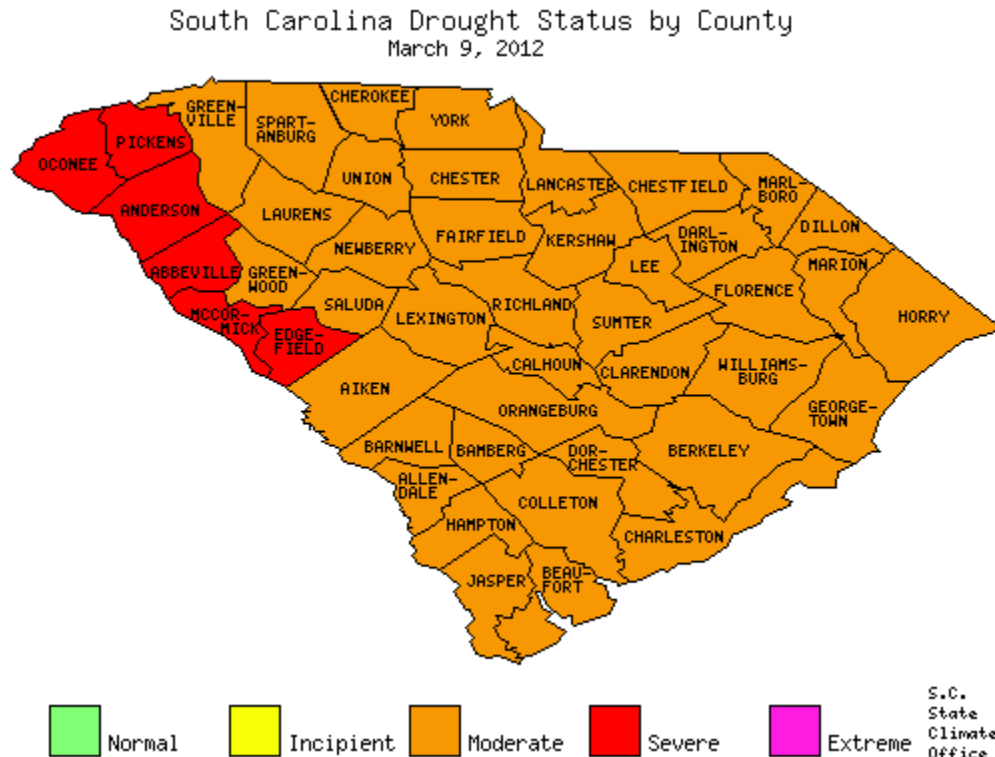 South Carolina Drought Status by County
March 9, 2012
CHEROKEE
GREEN-
VILLE
SPART-
ANBURG
YORK
PICKENS
OCONEE
UNION
CHESTER
LANCASTER
CHESTFIELD
MARL-
BORO
ANDERSON
LAURENS
DILLON
NEWBERRY
FAIRFIELD
KERSHAW
DARL-
INGTON
ABBEVILLE
GREEN-
WOOD
LEE
MARION
SALUDA
RICHLAND
FLORENCE
MCCOR-
MICK
EDGE-
FIELD
LEXINGTON
SUMTER
HORRY
AIKEN
CALHOUN
CLARENDON
WILLIAMS-
BURG
ORANGEBURG
GEORGE-
TOWN
BARNWELL
BAMBERG
DOR-
CHESTER
BERKELEY
ALLEN-
DALE
COLLETON
HAMPTON
CHARLESTON
JASPER
BEAU-
FORT
Normal
Incipient
Moderate
Severe
Extreme
S.C.
State
Climate
Office